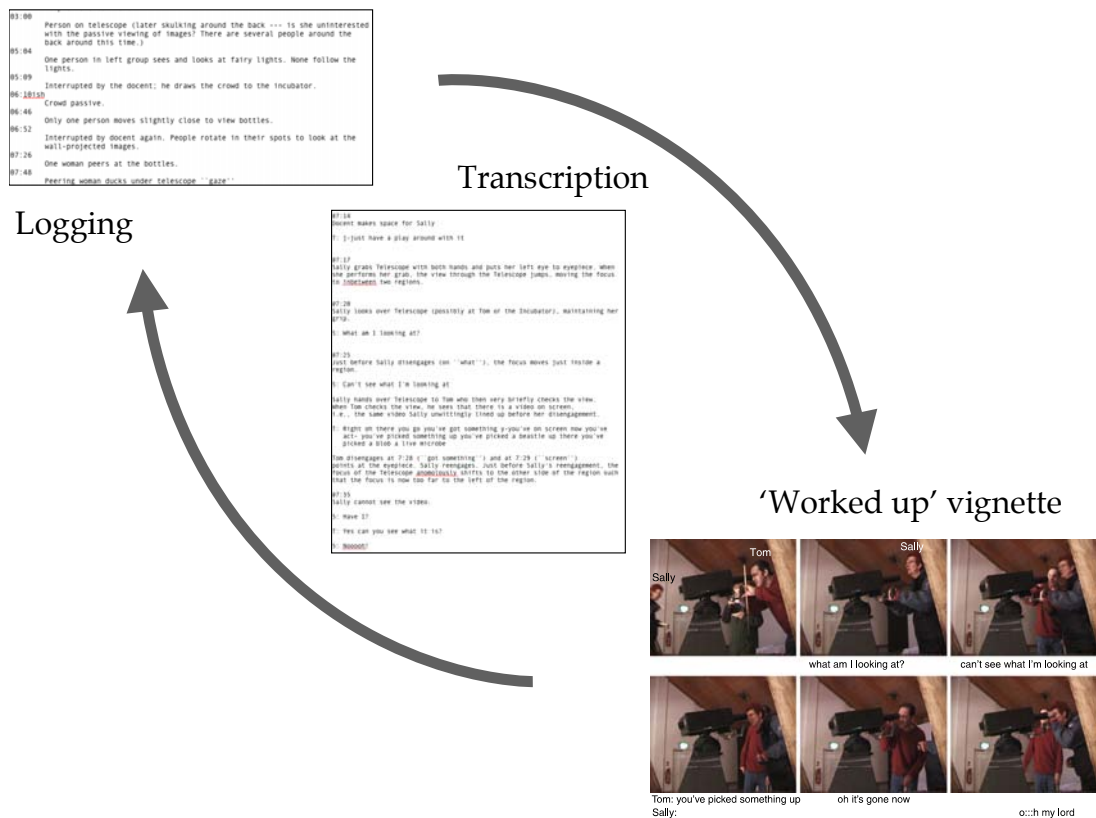 03:00
Person on telescope (later skulking around the back --- is she uninterested
with the passive viewing of images? There are several people around the
back around this time.)
05:04
One person in left group sees and looks at fairy lights. None follow the
lights.
05:09
Interrupted by the docent; he draws the crowd to the incubator.
06:10ish
Crowd passive.
06:46
Only one person moves slightly close to view bottles.
06:52
Interrupted by docent again. People rotate in their spots to look at the
wall-projected images.
07:26
One woman peers at the bottles.
07:48
Peering woman ducks under telescope ``gaze''
Logging
Transcription
07:14
Docent makes space for Sally
T: j-just have a play around with it
07:17
Sally grabs Telescope with both hands and puts her left eye to eyepiece. When
she performs her grab, the view through the Telescope jumps, moving the focus
to inbetween two regions.
07:20
Sally looks over Telescope (possibly at Tom or the Incubator), maintaining her
grip.
S: What am I looking at?
07:25
Just before Sally disengages (on ``what''), the focus moves just inside a
region.
S: Can't see what I'm looking at
Sally hands over Telescope to Tom who then very briefly checks the view.
When Tom checks the view, he sees that there is a video on screen.
i.e., the same video Sally unwittingly lined up before her disengagement.
T: Right oh there you go you've got something y-you've on screen now you've
act- you've picked something up you've picked a beastie up there you've
picked a blob a live microbe
Tom disengages at 7:28 (``got something'') and at 7:29 (``screen'')
points at the eyepiece. Sally reengages. Just before Sally's reengagement, the
focus of the Telescope anomolously shifts to the other side of the region such
that the focus is now too far to the left of the region.
07:35
Sally cannot see the video.
S: Have I?
T: Yes can you see what it is?
S: Noooot!
'Worked up' vignette
Tom
Sally
Sally
what am I looking at?
can't see what I'm looking at
Tom: you've picked something up
oh it's gone now
Sally:
o:::h my lord